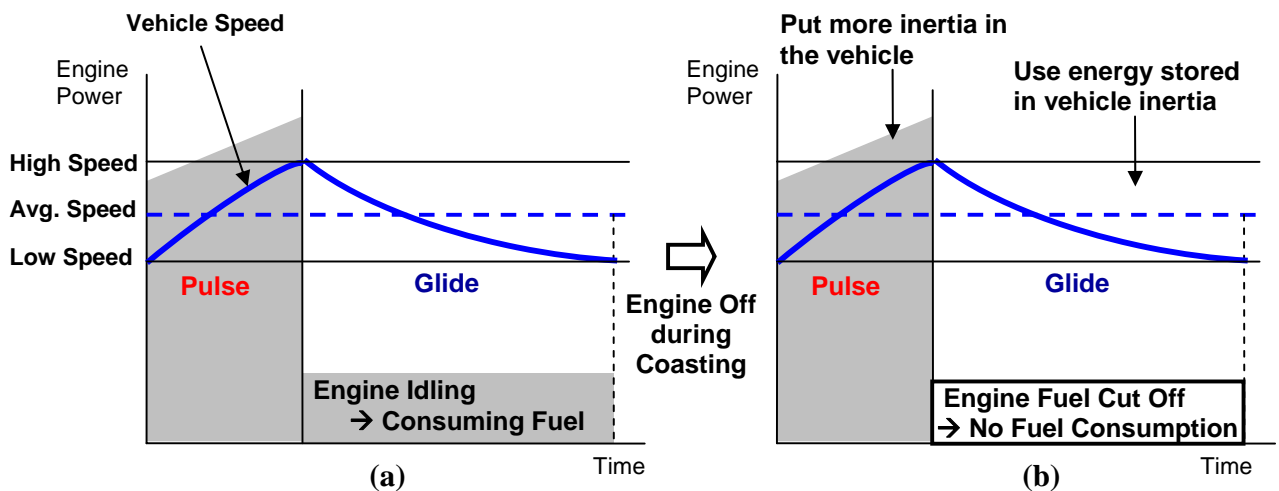 Vehicle Speed
Engine
Power
High Speed
Avg. Speed
Low Speed
Pulse
Glide
Engine Idling
→ Consuming Fuel
Time
(a)
Engine Off
during
Coasting
Put more inertia in
the vehicle
Engine
Power
Use energy stored
in vehicle inertia
Pulse
Glide
Engine Fuel Cut Off
→ No Fuel Consumption
Time
(b)